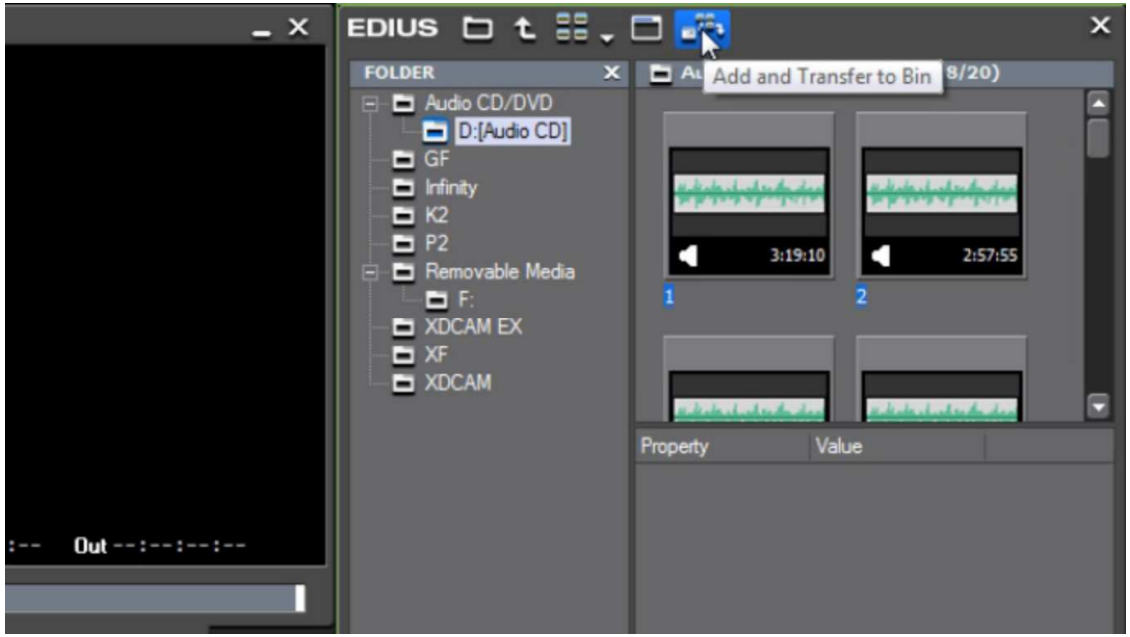 EDIUS
FOLDER
Au
8/20)
Add and Transfer to Bin
Audio CD/DVD
D:[Audio CD]
GF
Infinity
K2
P2
Removable Media
F:
XDCAM EX
XF
XDCAM
3:19:10
2:57:55
1
2
Property
Value
:-- Out --:--:--:--